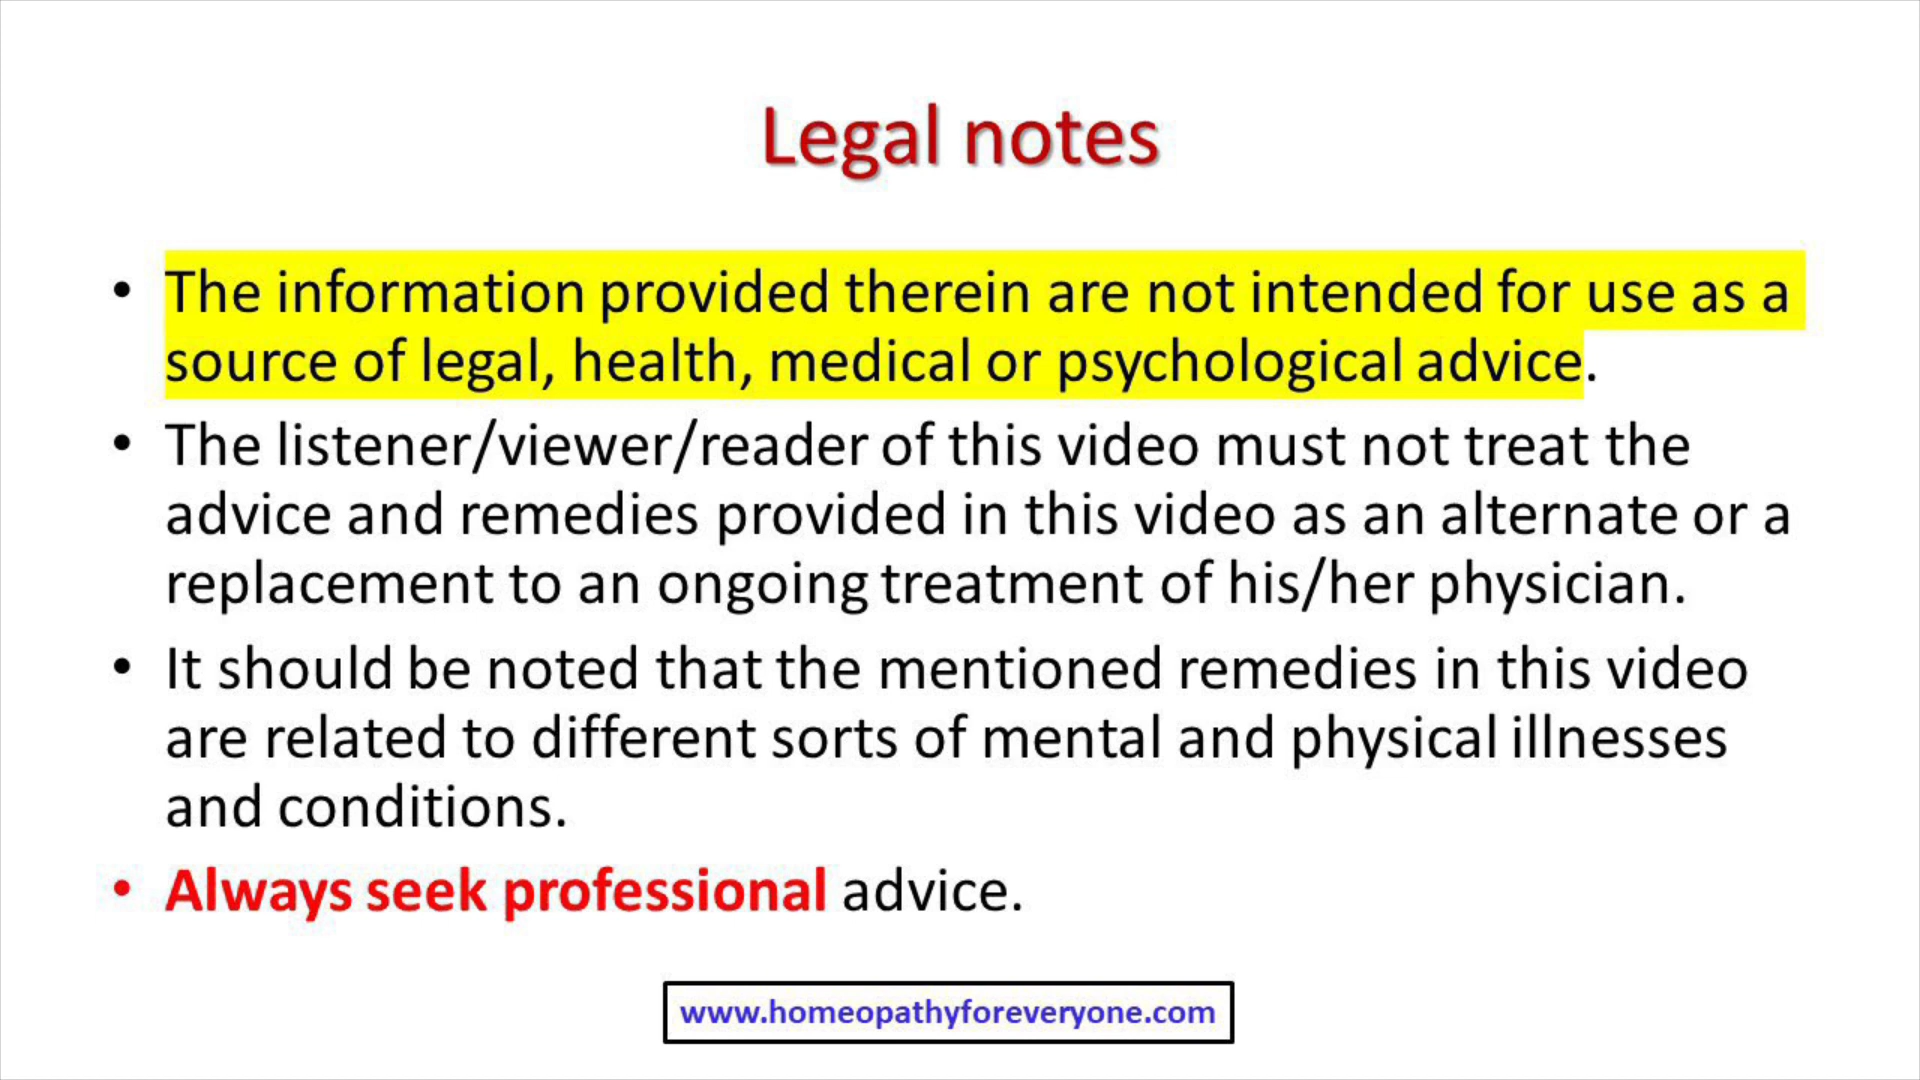 Legal notes
• The information provided therein are not intended for use as a
source of legal, health, medical or psychological advice.
• The listener/viewer/reader of this video must not treat the
advice and remedies provided in this video as an alternate or a
replacement to an ongoing treatment of his/her physician.
• It should be noted that the mentioned remedies in this video
are related to different sorts of mental and physical illnesses
and conditions.
• Always seek professional advice.
www.homeopathyforeveryone.com